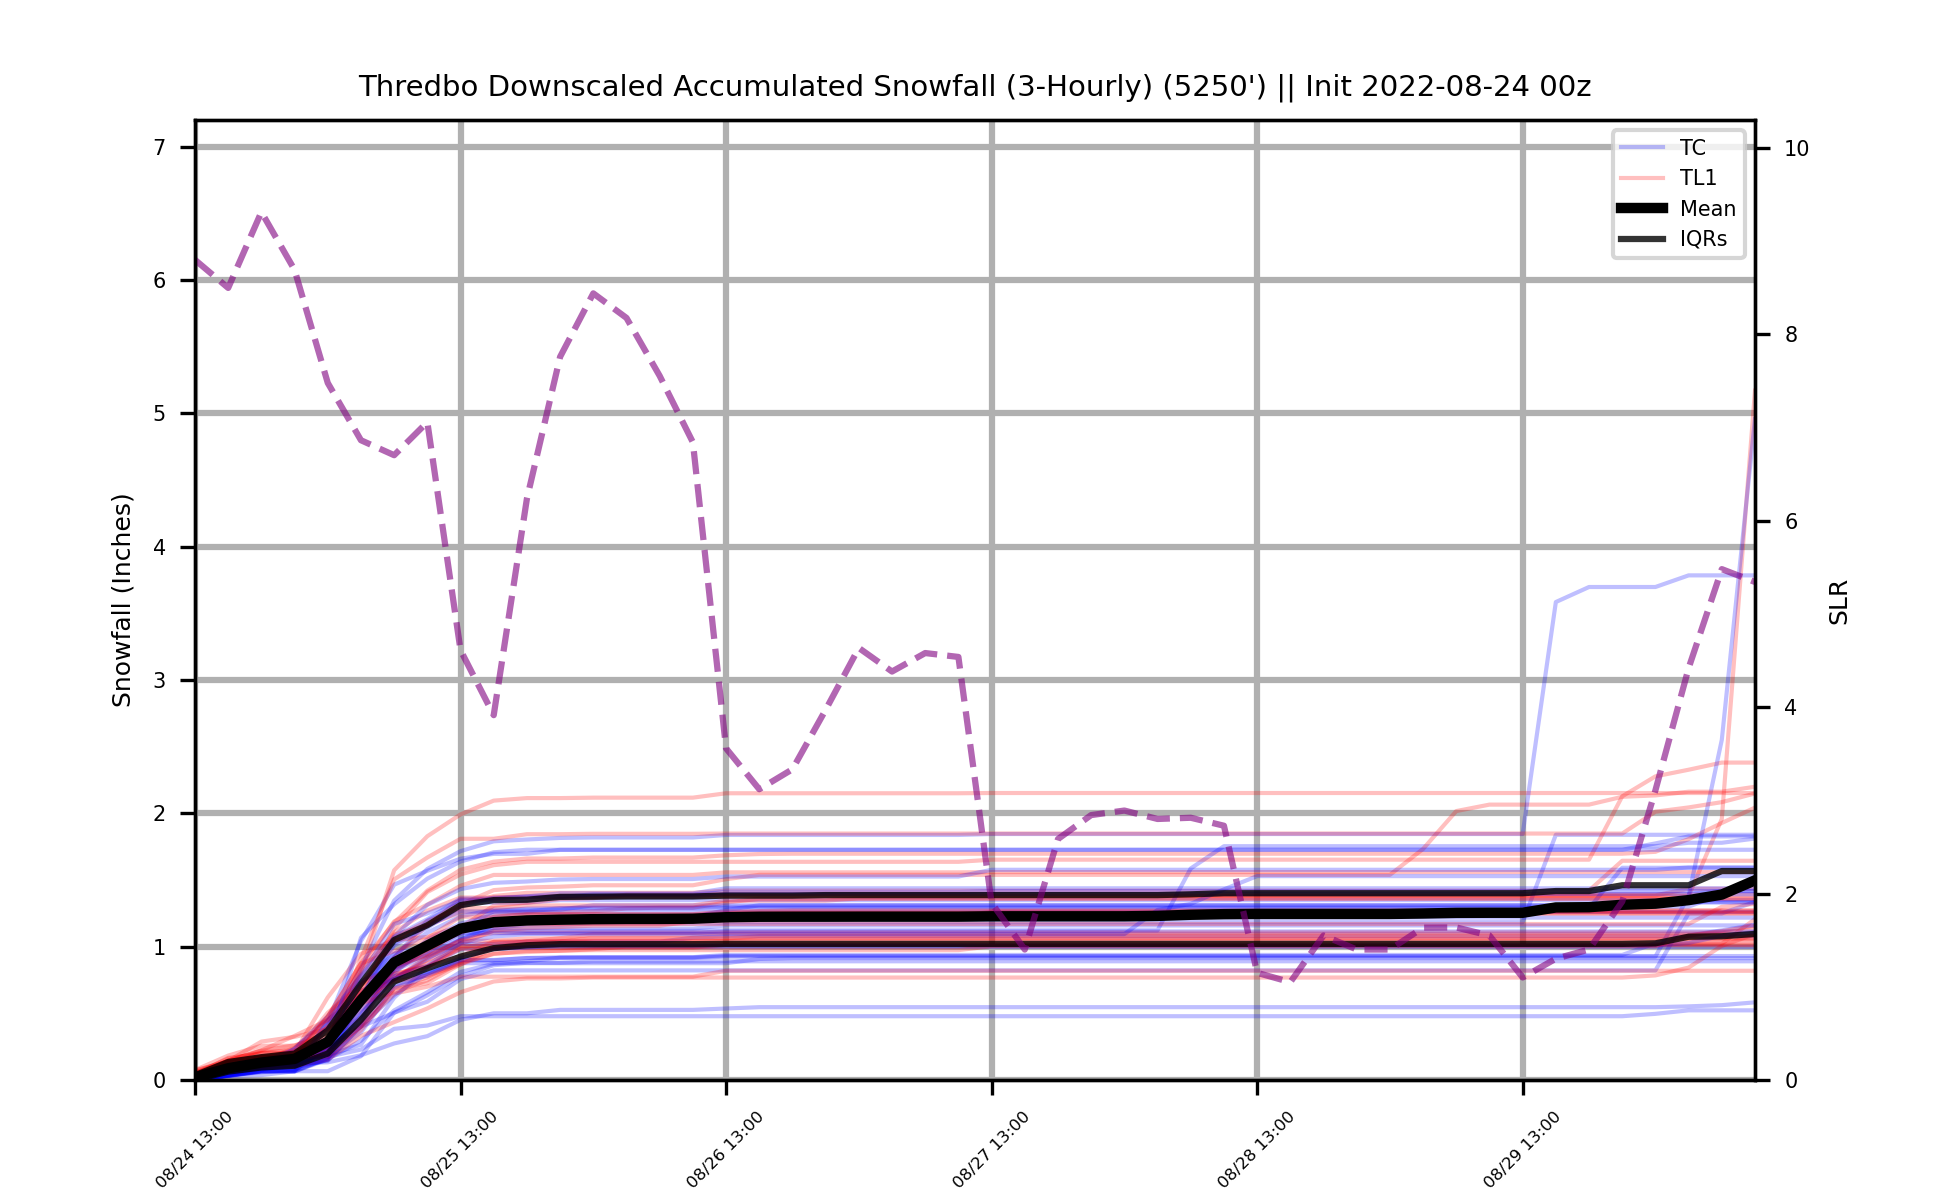 Thredbo Downscaled Accumulated Snowfall (3-Hourly) (5250') || Init 2022-08-24 00z
TC
TL1
Mean
IQRs
Snowfall (Inches)
7
6
5
4
3
2
1
0
SLR
10
8
6
4
2
0
08/24 13:00
08/25 13:00
08/26 13:00
08/27 13:00
08/28 13:00
08/29 13:00